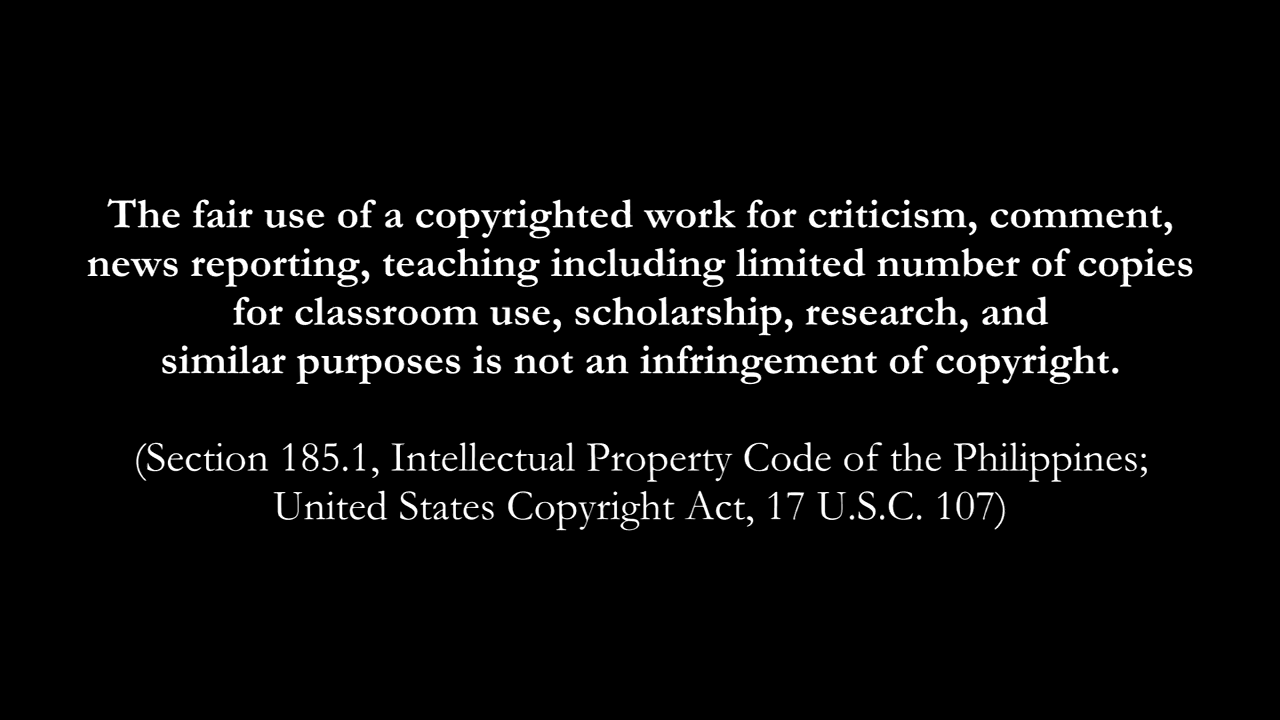 The fair use of a copyrighted work for criticism, comment,
news reporting, teaching including limited number of copies
for classroom use, scholarship, research, and
similar purposes is not an infringement of copyright.
(Section 185.1, Intellectual Property Code of the Philippines;
United States Copyright Act, 17 U.S.C. 107)